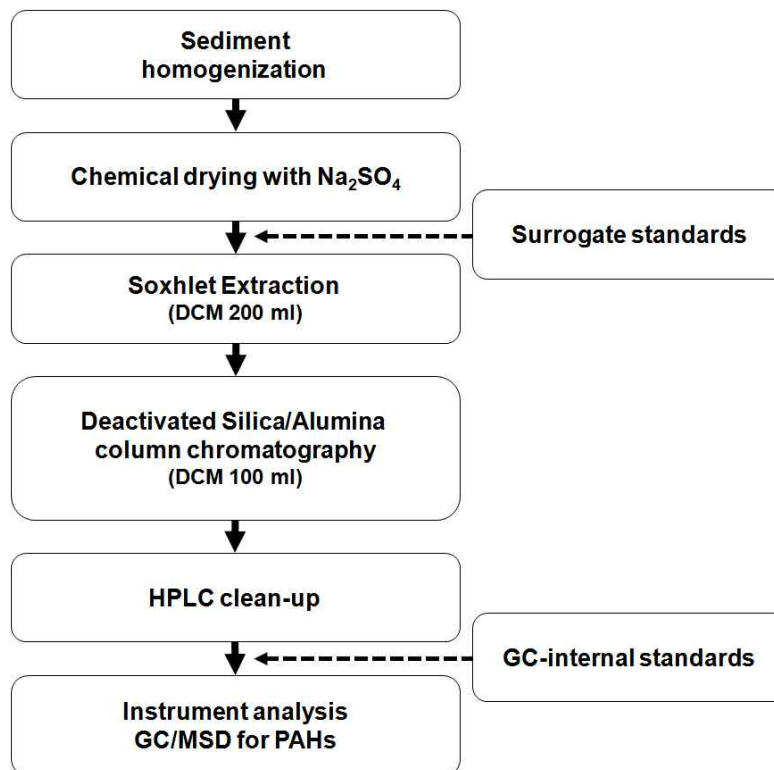 Sediment
homogenization
Chemical drying with Na₂SO₄
Surrogate standards
Soxhlet Extraction
(DCM 200 ml)
Deactivated Silica/Alumina
column chromatography
(DCM 100 ml)
HPLC clean-up
GC-internal standards
Instrument analysis
GC/MSD for PAHs